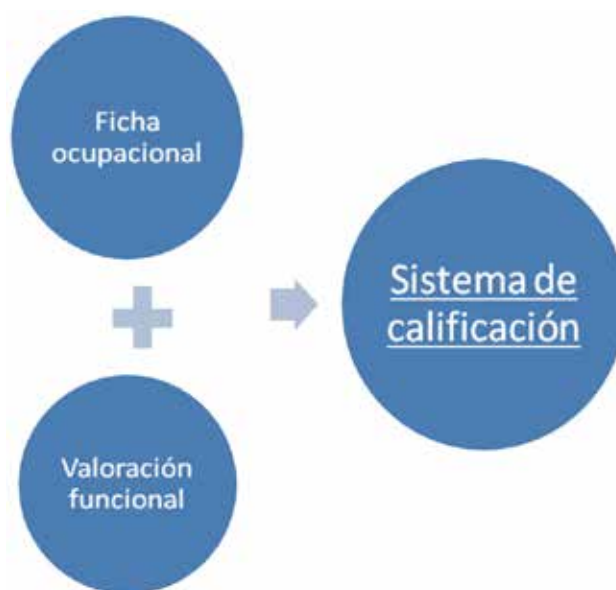 Ficha
ocupacional
Valoración
funcional
Sistema de
calificación